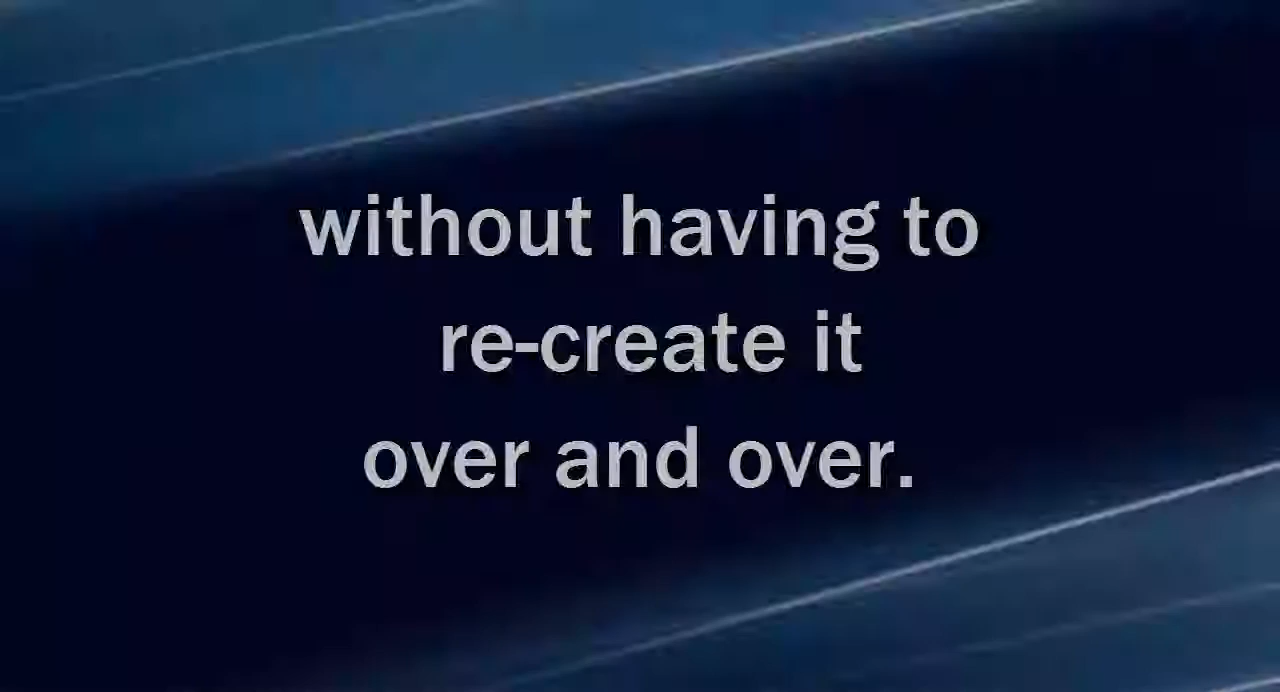 without having to
re-create it
over and over.